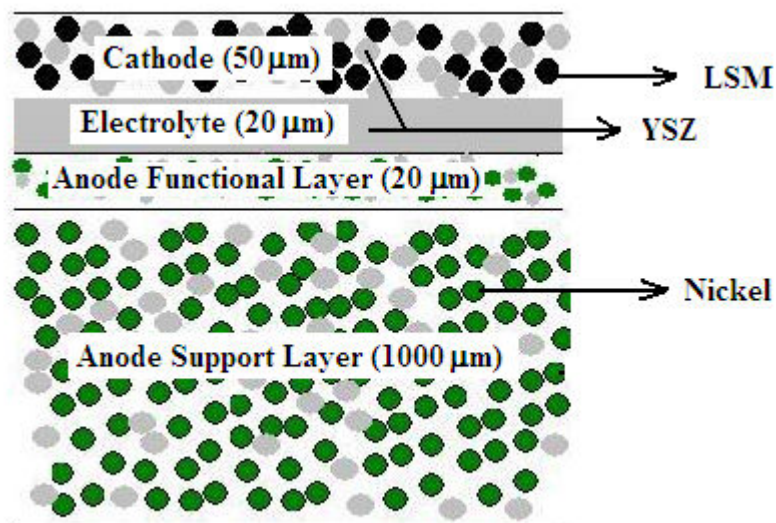 Cathode (50 μm)
LSM
Electrolyte (20 μm)
YSZ
Anode Functional Layer (20 μm)
Nickel
Anode Support Layer (1000 μm)